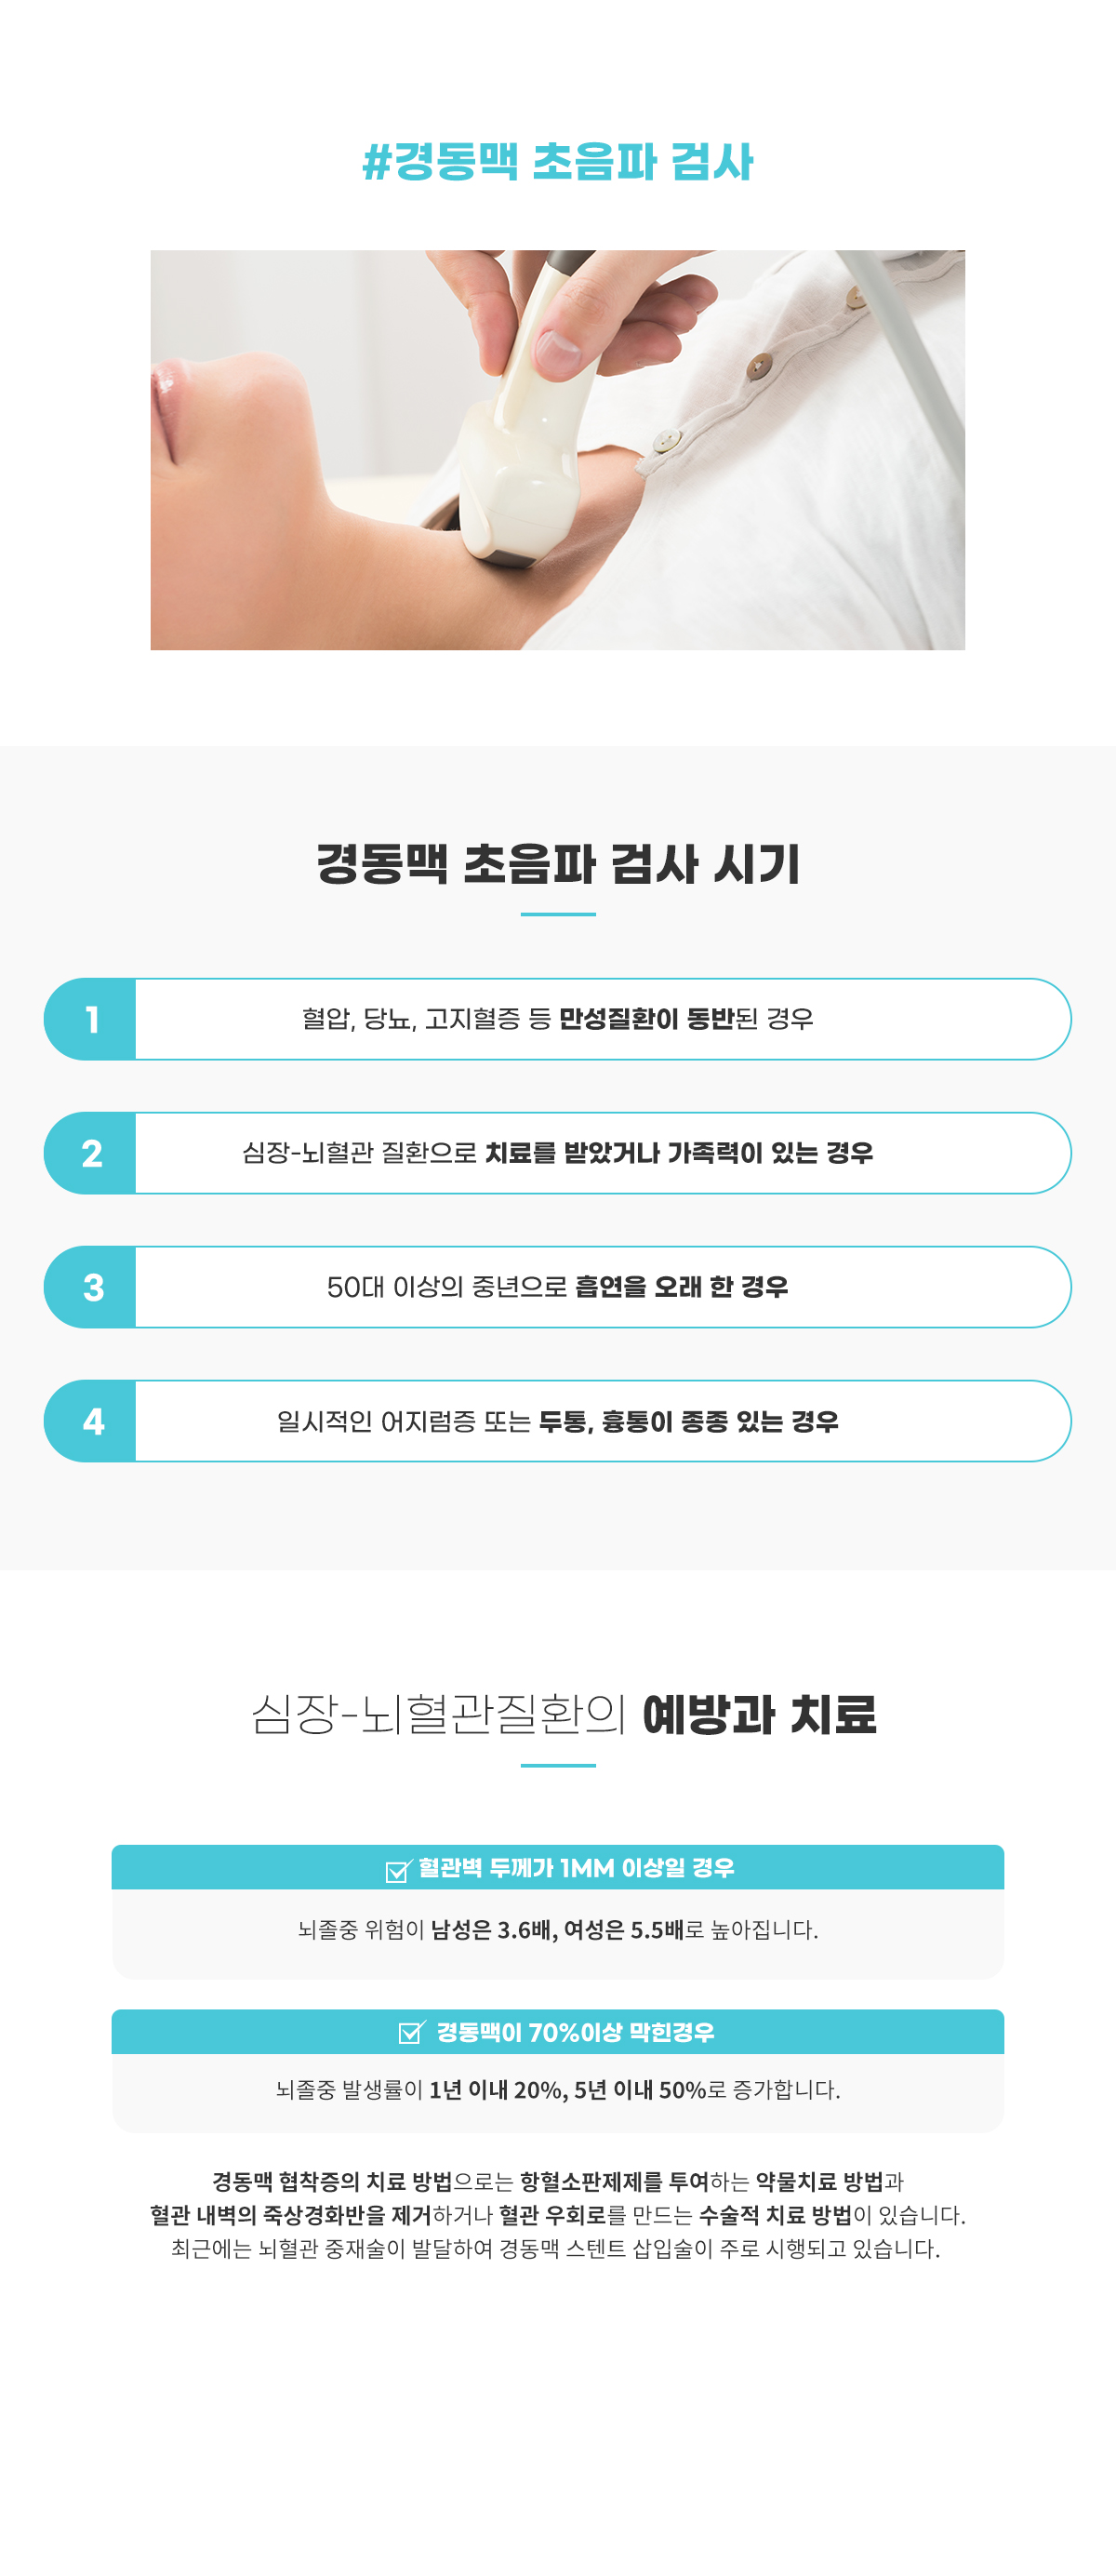 #경동맥 초음파 검사
경동맥 초음파 검사 시기
1
혈압, 당뇨, 고지혈증 등 만성질환이 동반된 경우
2
심장-뇌혈관 질환으로 치료를 받았거나 가족력이 있는 경우
3
50대 이상의 중년으로 흡연을 오래 한 경우
4
일시적인 어지럼증 또는 두통, 흉통이 종종 있는 경우
심장-뇌혈관질환의 예방과 치료
혈관벽 두께가 1MM 이상일 경우
뇌졸중 위험이 남성은 3.6배, 여성은 5.5배로 높아집니다.
경동맥이 70%이상 막힌경우
뇌졸중 발생률이 1년 이내 20%, 5년 이내 50%로 증가합니다.
경동맥 협착증의 치료 방법으로는 항혈소판제제를 투여하는 약물치료 방법과
혈관 내벽의 죽상경화반을 제거하거나 혈관 우회로를 만드는 수술적 치료 방법이 있습니다.
최근에는 뇌혈관 중재술이 발달하여 경동맥 스텐트 삽입술이 주로 시행되고 있습니다.